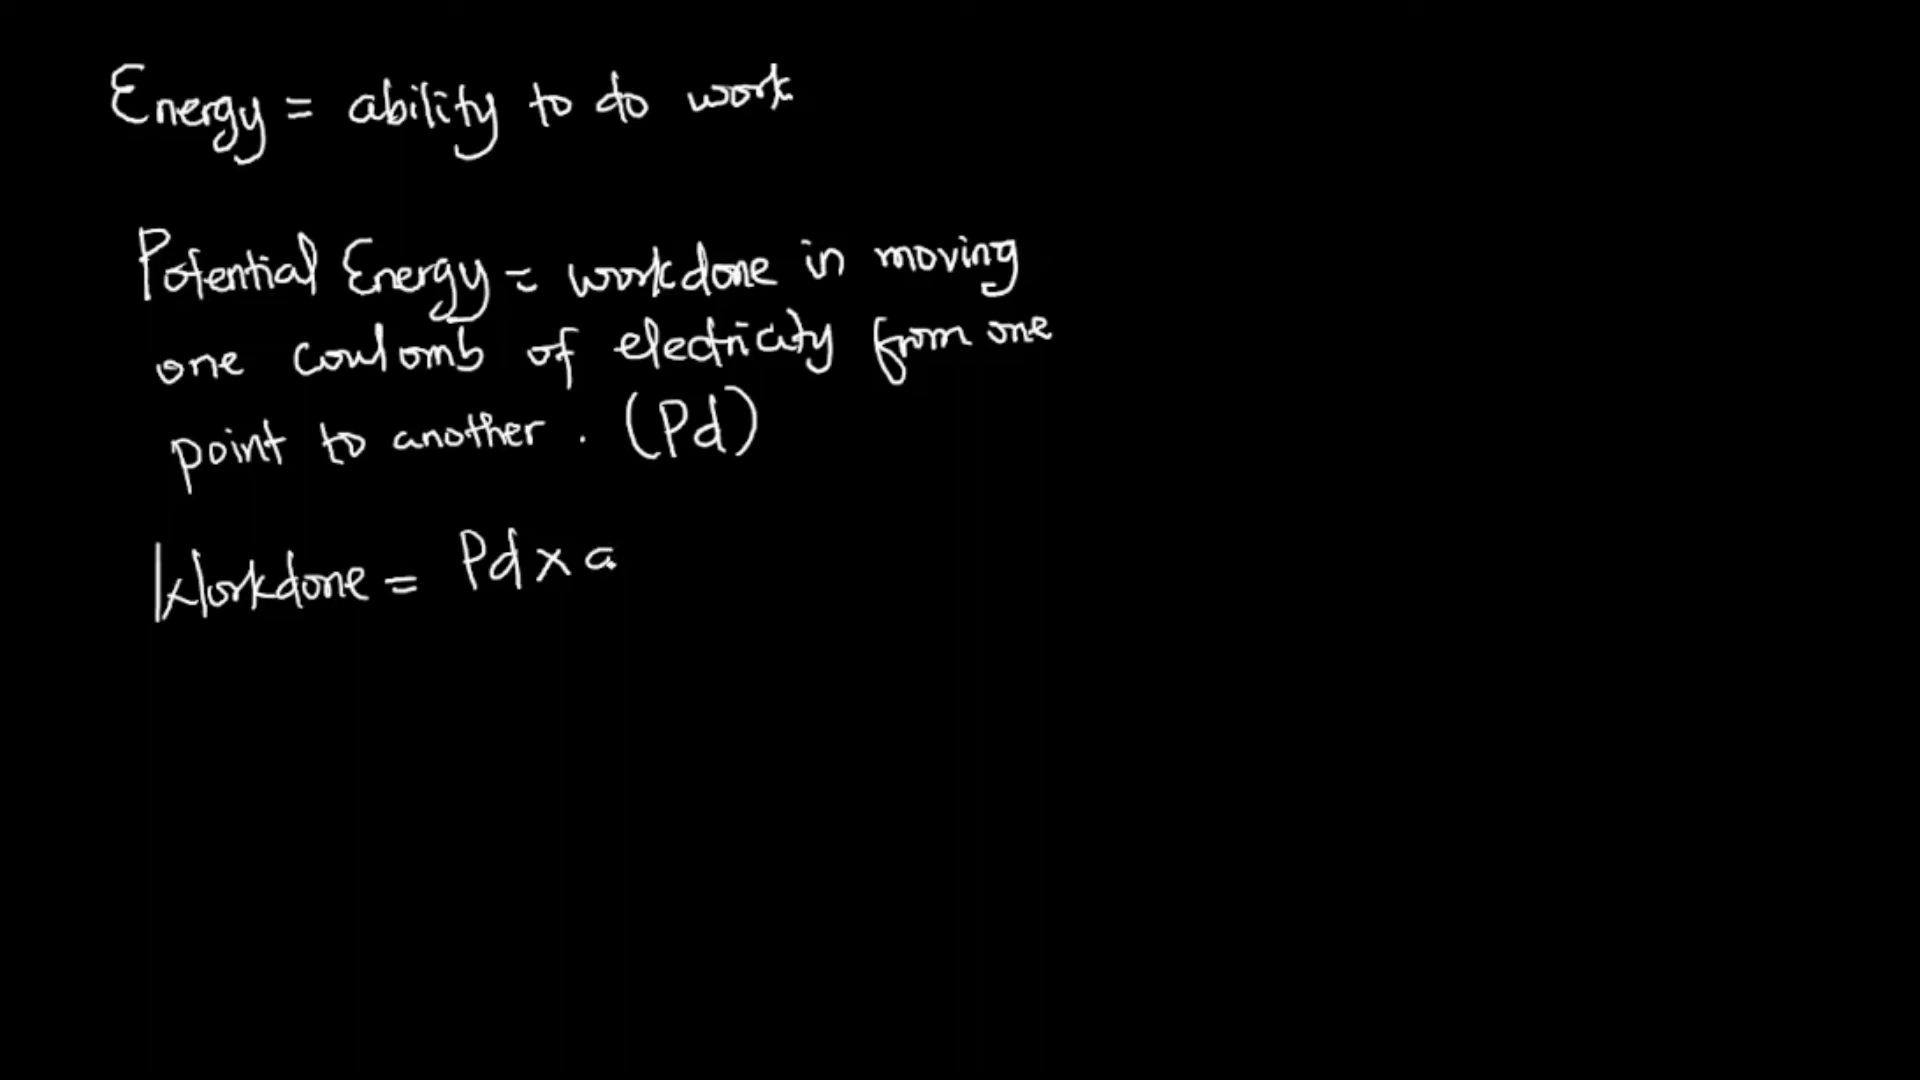 Energy = ability to do work
Potential Energy = workdone in moving
one coulomb of electricity from one
point to another. (Pd)
Workdone = Pd x a